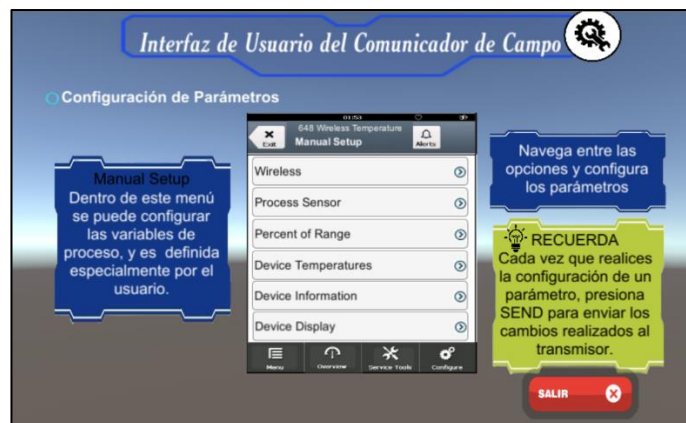 Interfaz de Usuario del Comunicador de Campo
Configuración de Parámetros
Manual Setup
Dentro de este menú
se puede configurar
las variables de
proceso, y es definida
especialmente por el
usuario.
01:53
Exit
648 Wireless Temperature
Manual Setup
Alerts
Wireless
Process Sensor
Percent of Range
Device Temperatures
Device Information
Device Display
Menu
Overview
Service Tools
Configure
Navega entre las
opciones y configura
los parámetros
RECUERDA
Cada vez que realices
la configuración de un
parámetro, presiona
SEND para enviar los
cambios realizados al
transmisor.
SALIR